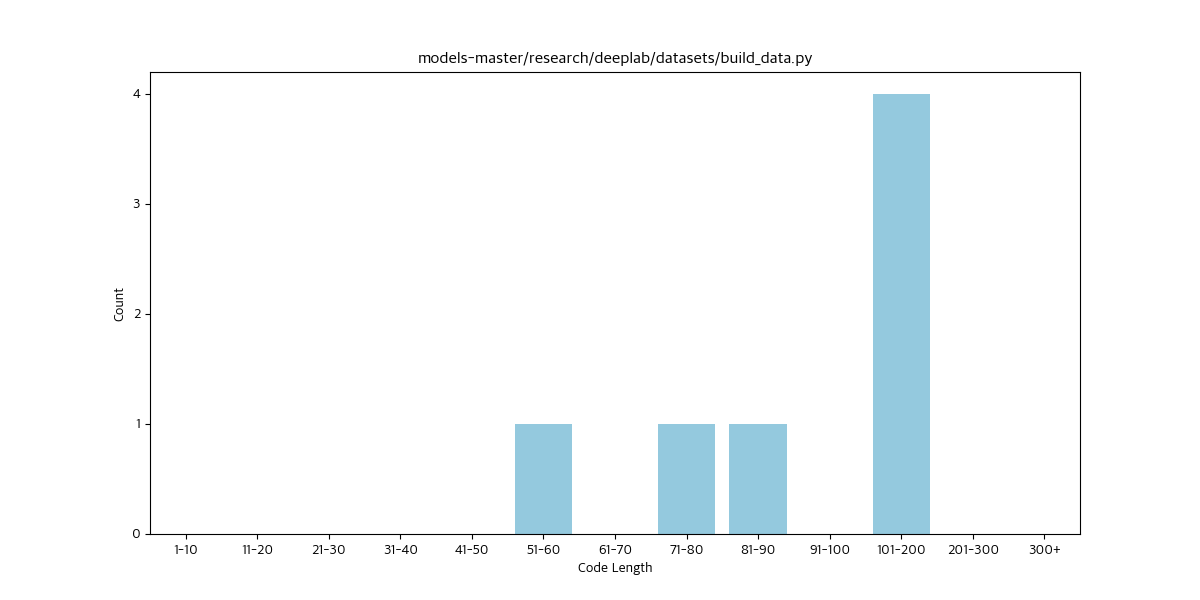 models-master/research/deeplab/datasets/build_data.py
4
3
2
1
0
Count
1-10 11-20 21-30 31-40 41-50 51-60 61-70 71-80 81-90 91-100 101-200 201-300 300+
Code Length